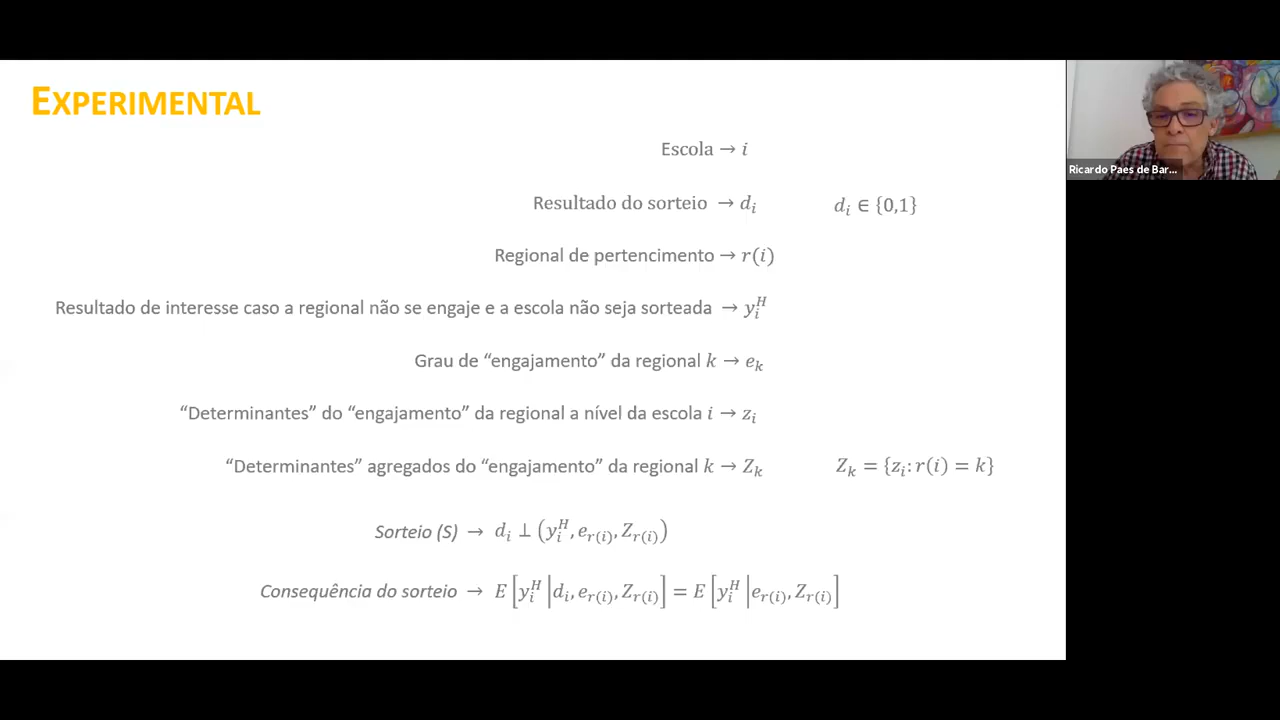 EXPERIMENTAL
Escola → i
Resultado do sorteio → d_i d_i ∈ {0,1}
Regional de pertencimento → r(i)
Resultado de interesse caso a regional não se engaje e a escola não seja sorteada → y_i^H
Grau de “engajamento” da regional k → e_k
“Determinantes” do “engajamento” da regional a nível da escola i → z_i
“Determinantes” agregados do “engajamento” da regional k → Z_k Z_k = {z_i: r(i) = k}
Sorteio (S) → d_i ⊥ (y_i^H, e_r(i), Z_r(i))
Consequência do sorteio → E[y_i^H | d_i, e_r(i), Z_r(i)] = E[y_i^H | e_r(i), Z_r(i)]
Ricardo Paes de Bar...